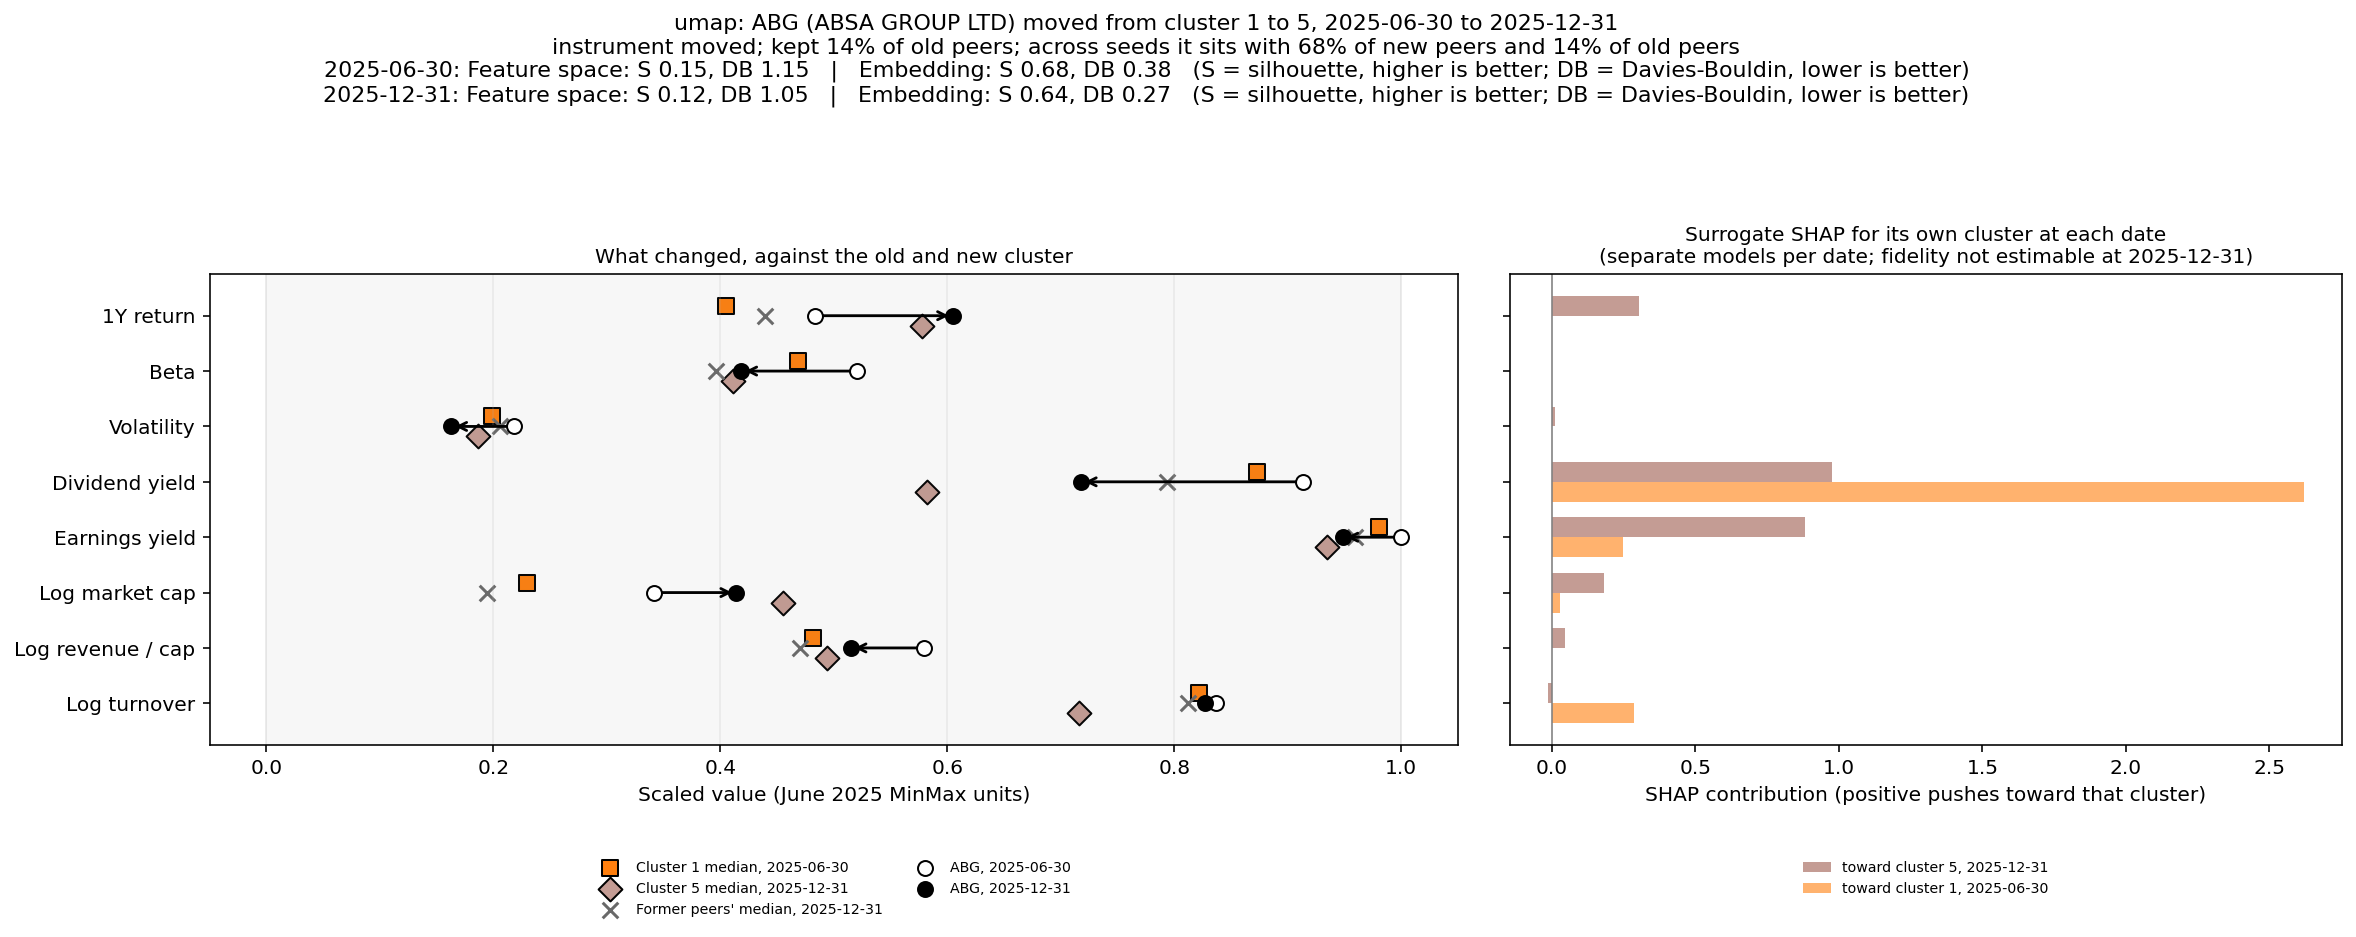 umap: ABG (ABSA GROUP LTD) moved from cluster 1 to 5, 2025-06-30 to 2025-12-31
instrument moved; kept 14% of old peers; across seeds it sits with 68% of new peers and 14% of old peers
2025-06-30: Feature space: S 0.15, DB 1.15 | Embedding: S 0.68, DB 0.38 (S = silhouette, higher is better; DB = Davies-Bouldin, lower is better)
2025-12-31: Feature space: S 0.12, DB 1.05 | Embedding: S 0.64, DB 0.27 (S = silhouette, higher is better; DB = Davies-Bouldin, lower is better)
What changed, against the old and new cluster
1Y return
Beta
Volatility
Dividend yield
Earnings yield
Log market cap
Log revenue / cap
Log turnover
0.0 0.2 0.4 0.6 0.8 1.0
Scaled value (June 2025 MinMax units)
Cluster 1 median, 2025-06-30
Cluster 5 median, 2025-12-31
Former peers' median, 2025-12-31
ABG, 2025-06-30
ABG, 2025-12-31
Surrogate SHAP for its own cluster at each date
(separate models per date; fidelity not estimable at 2025-12-31)
0.0 0.5 1.0 1.5 2.0 2.5
SHAP contribution (positive pushes toward that cluster)
toward cluster 5, 2025-12-31
toward cluster 1, 2025-06-30